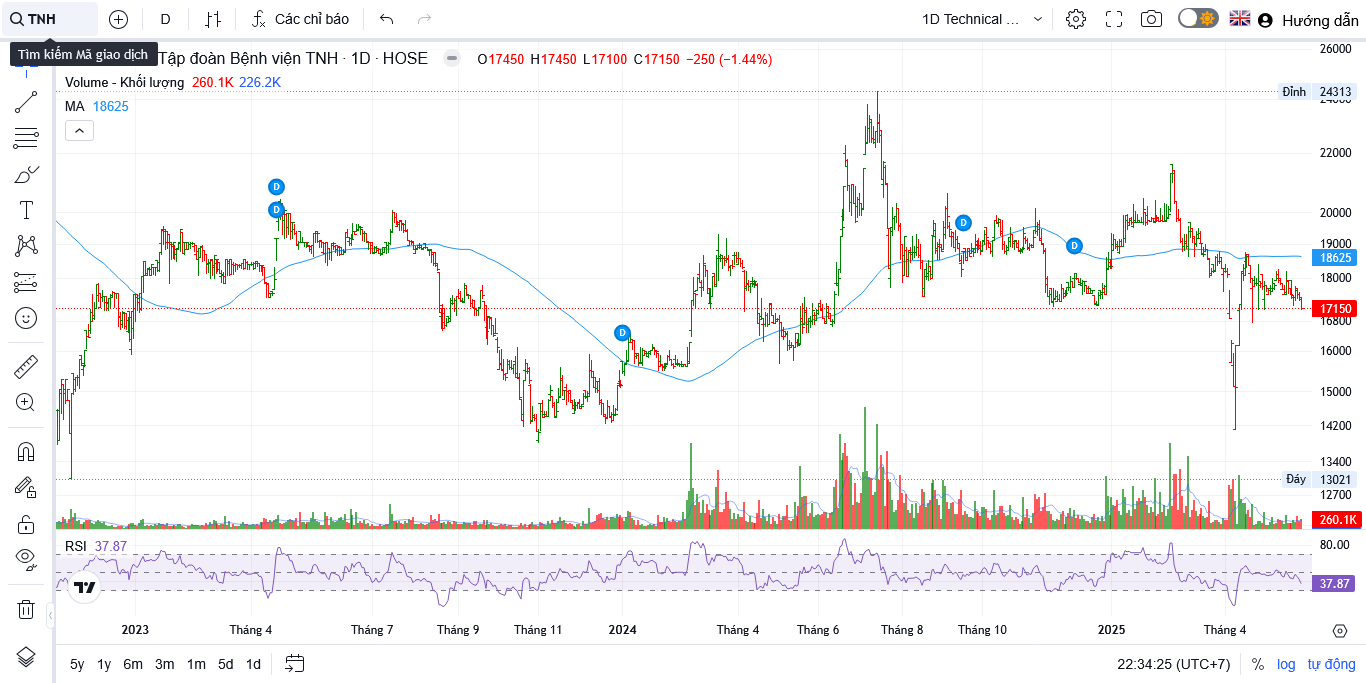 TNH D Các chỉ báo 1D Technical ... Hướng dẫn
Tìm kiếm Mã giao dịch
Tập đoàn Bệnh viện TNH · 1D · HOSE O17450 H17450 L17100 C17150 −250 (−1.44%)
Volume - Khối lượng 260.1K 226.2K
MA 18625
26000
Đỉnh 24313
24000
22000
20000
19000
18625
18000
17150
16800
16000
15000
14200
13400
Đáy 13021
12700
260.1K
D
D
D
D
D
RSI 37.87
80.00
37.87
2023 Tháng 4 Tháng 7 Tháng 9 Tháng 11 2024 Tháng 4 Tháng 6 Tháng 8 Tháng 10 2025 Tháng 4
5y 1y 6m 3m 1m 5d 1d 22:34:25 (UTC+7) % log tự động